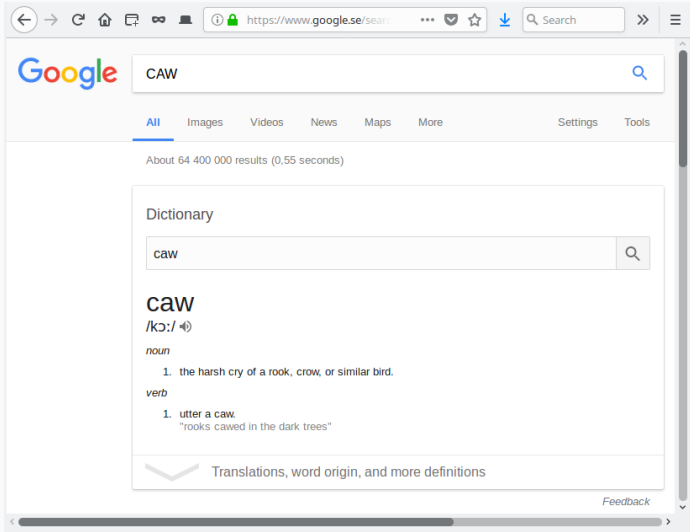 https://www.google.se/sear
Search
Google
CAW
All Images Videos News Maps More Settings Tools
About 64 400 000 results (0,55 seconds)
Dictionary
caw
caw
/kɔː/
noun
1. the harsh cry of a rook, crow, or similar bird.
verb
1. utter a caw.
"rooks cawed in the dark trees"
Translations, word origin, and more definitions
Feedback